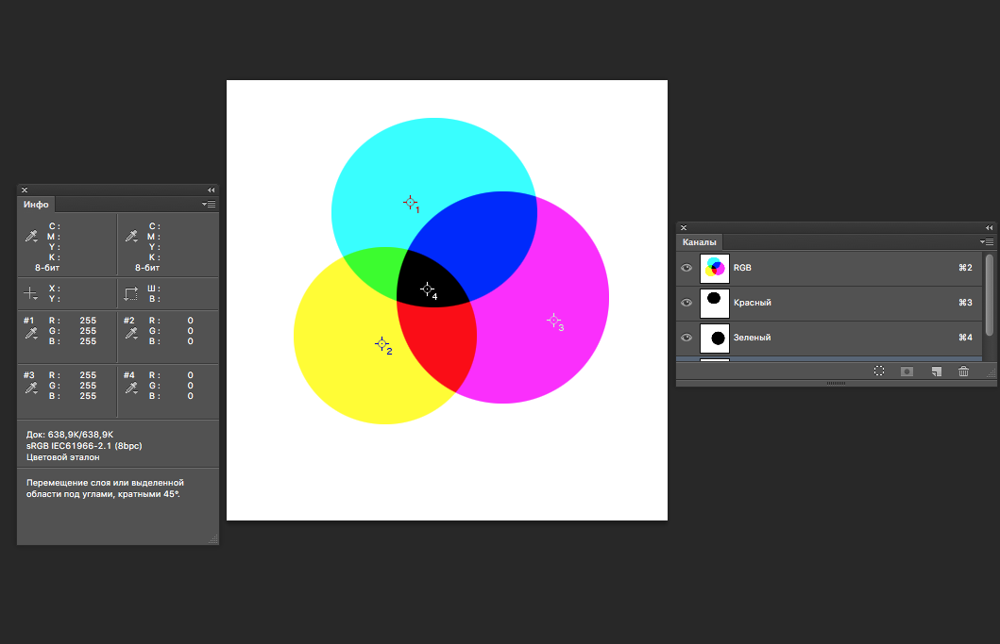 Инфо
C :
M :
Y :
K :
8-бит
C :
M :
Y :
K :
8-бит
X :
Y :
Ш :
В :
#1 R : 255
G : 255
B : 255
#2 R : 0
G : 0
B : 0
#3 R : 255
G : 255
B : 255
#4 R : 0
G : 0
B : 0
Док: 638,9K/638,9K
sRGB IEC61966-2.1 (8bpc)
Цветовой эталон
Перемещение слоя или выделенной
области под углами, кратными 45°.
1
2
3
4
Каналы
RGB ⌘2
Красный ⌘3
Зеленый ⌘4